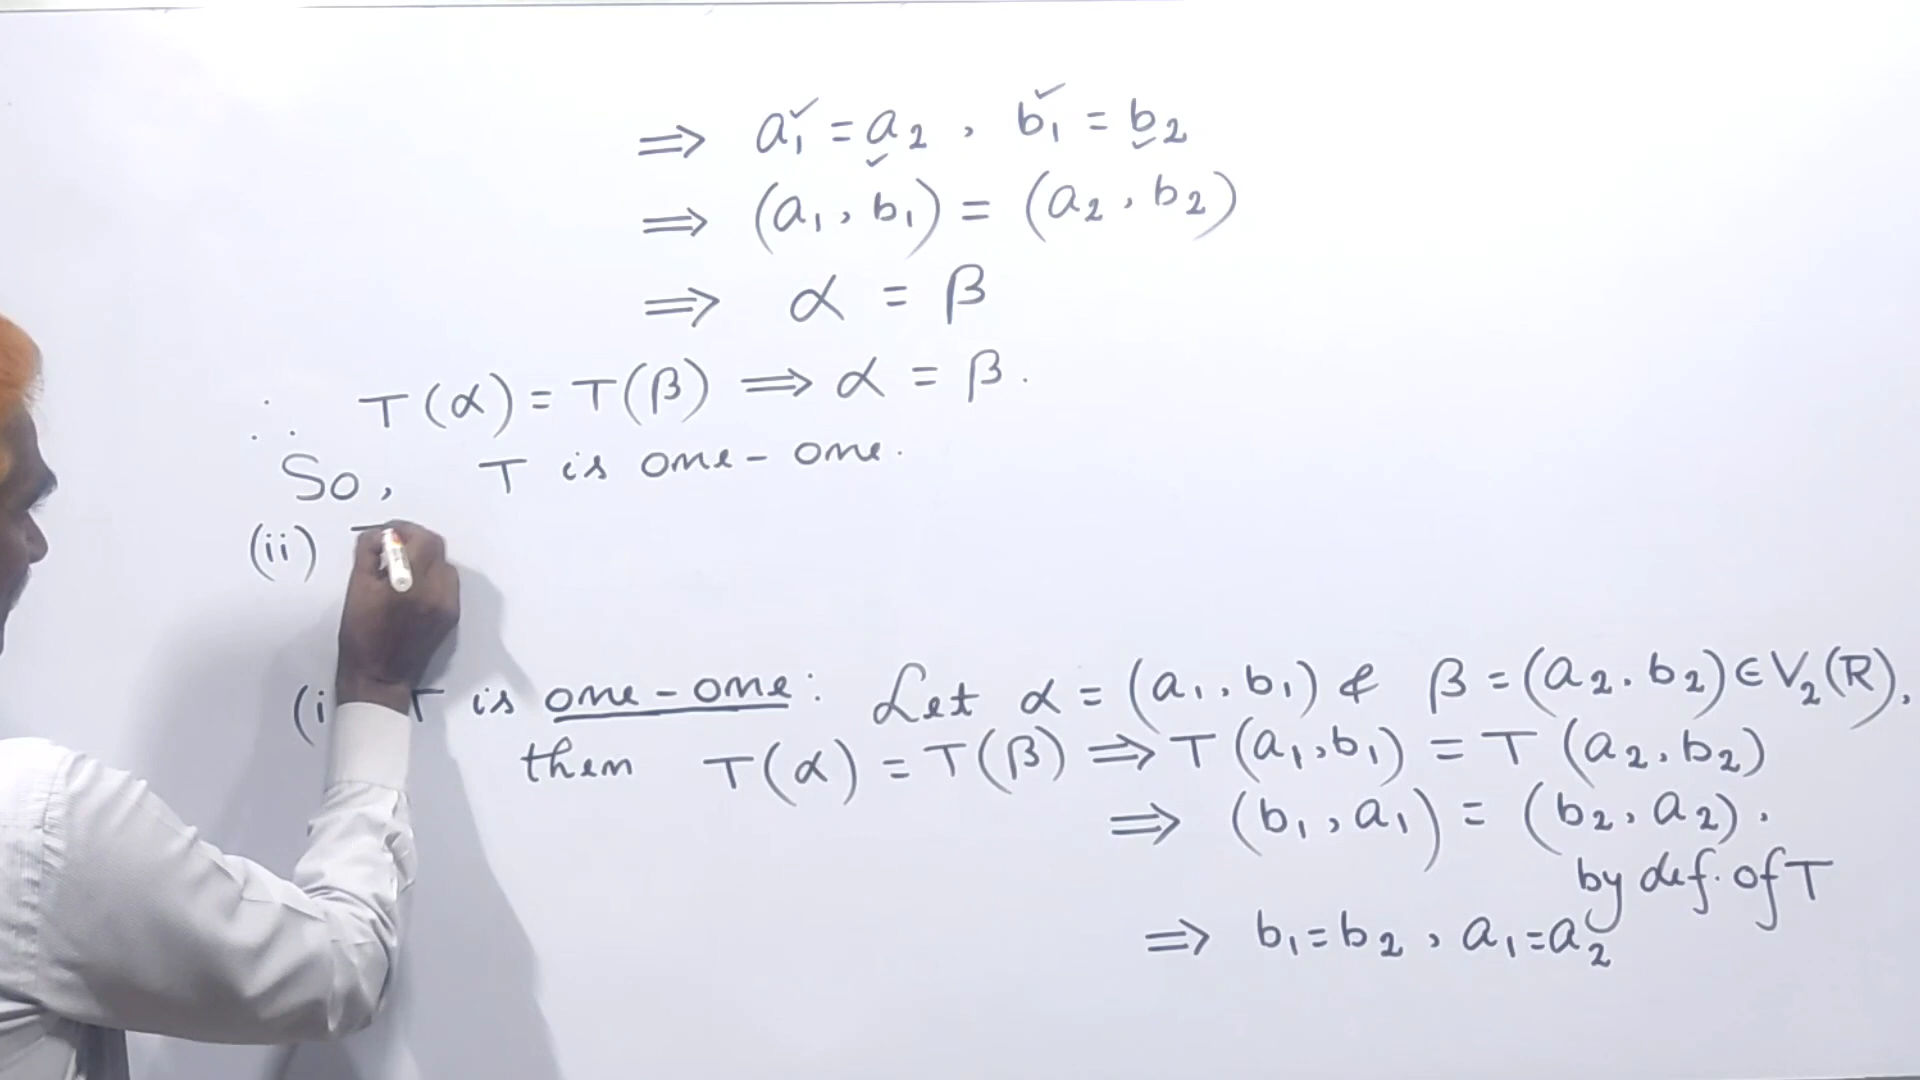 ⇒ a₁ = a₂ , b₁ = b₂
⇒ (a₁, b₁) = (a₂, b₂)
⇒ α = β
∴ T(α) = T(β) ⇒ α = β.
So, T is one-one.
(ii) T
(i T is one-one: Let α = (a₁, b₁) & β = (a₂, b₂) ∈ V₂(R),
then T(α) = T(β) ⇒ T(a₁, b₁) = T(a₂, b₂)
⇒ (b₁, a₁) = (b₂, a₂).
by def. of T
⇒ b₁ = b₂ , a₁ = a₂